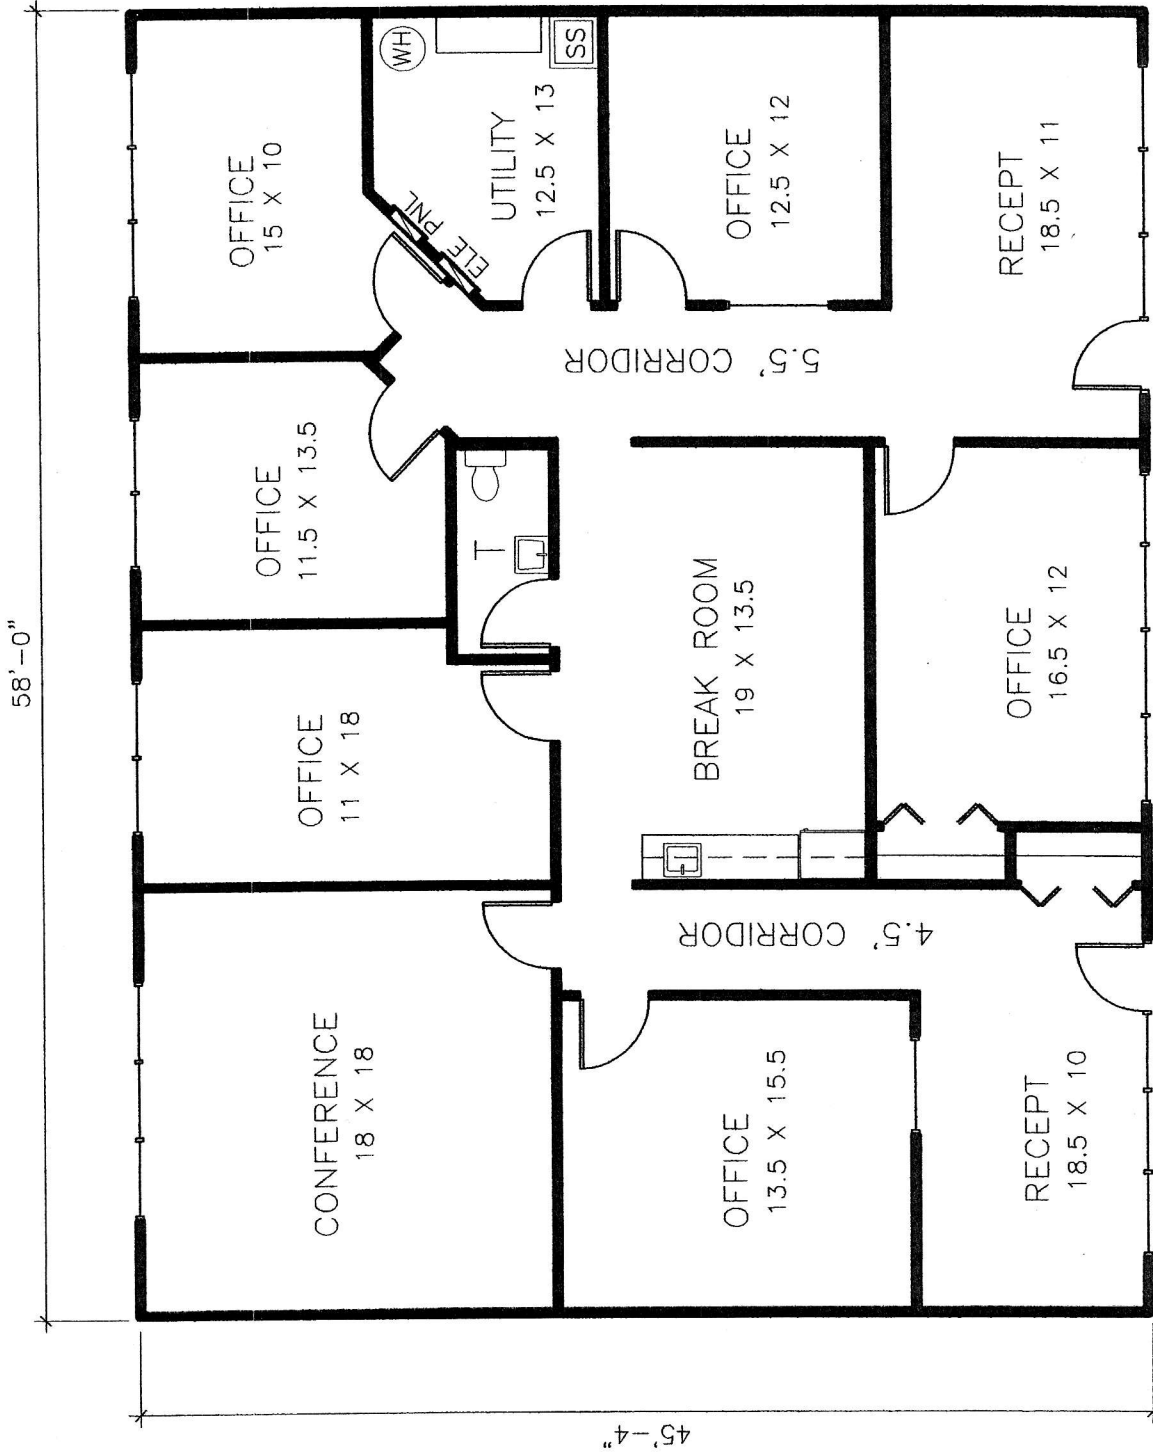 58'-0"
45'-4"
CONFERENCE
18 X 18
OFFICE
11 X 18
OFFICE
11.5 X 13.5
OFFICE
15 X 10
T
ELE PNL
WH
UTILITY
12.5 X 13
SS
OFFICE
13.5 X 15.5
4.5' CORRIDOR
BREAK ROOM
19 X 13.5
5.5' CORRIDOR
OFFICE
12.5 X 12
RECEPT
18.5 X 10
OFFICE
16.5 X 12
RECEPT
18.5 X 11